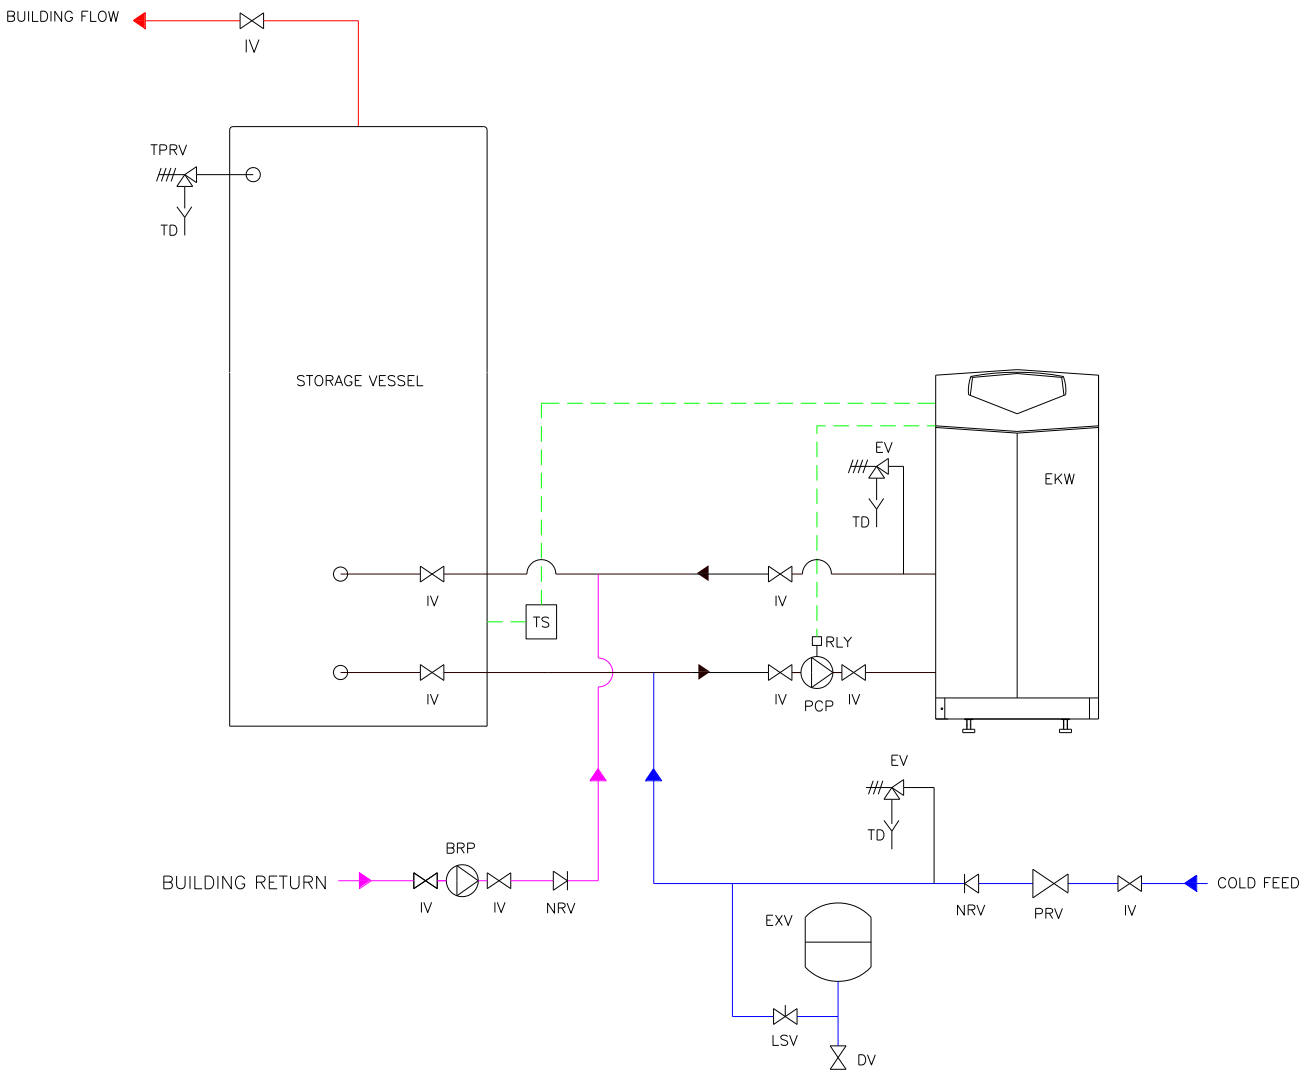 BUILDING FLOW
IV
TPRV
TD
STORAGE VESSEL
EV
EKW
TD
IV
IV
TS
RLY
IV
IV
PCP
IV
EV
TD
BRP
BUILDING RETURN
COLD FEED
IV
IV
NRV
NRV
PRV
IV
EXV
LSV
DV